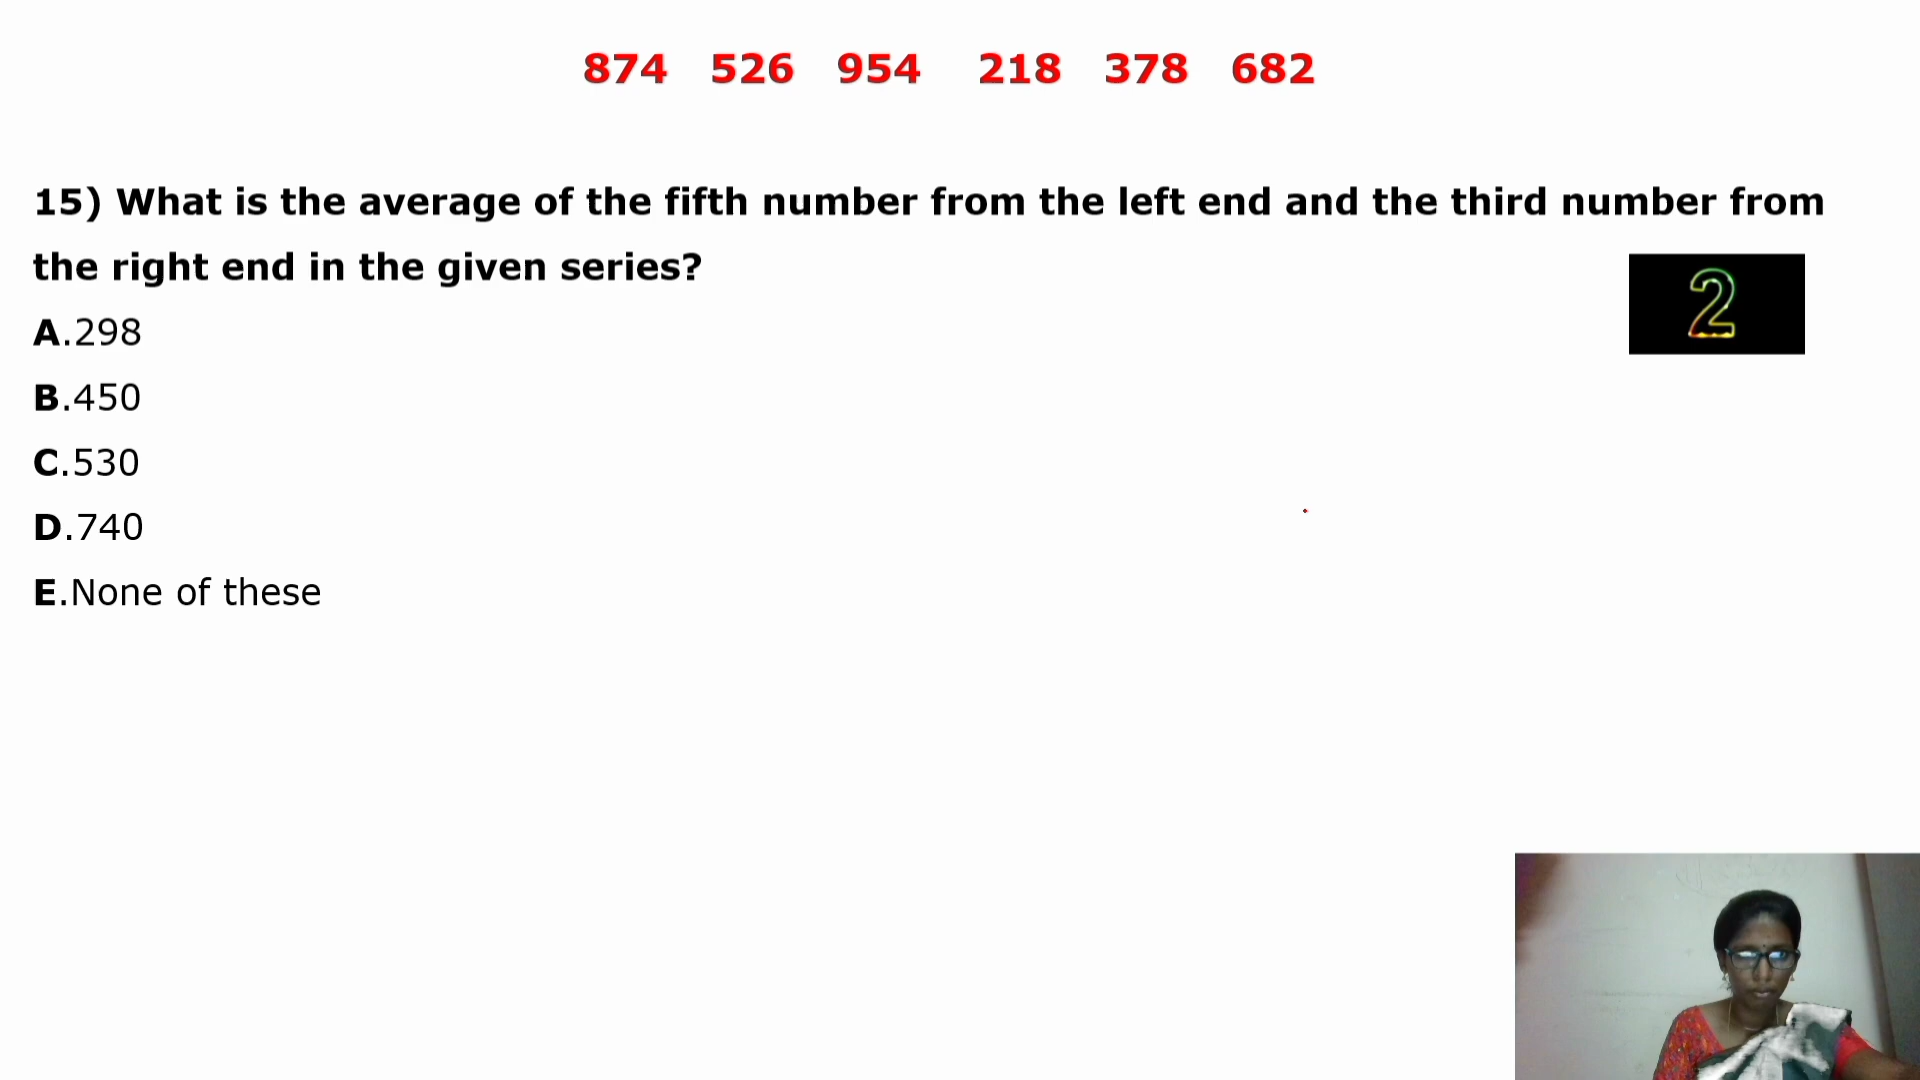 874 526 954 218 378 682
15) What is the average of the fifth number from the left end and the third number from
the right end in the given series?
2
A.298
B.450
C.530
D.740
E.None of these